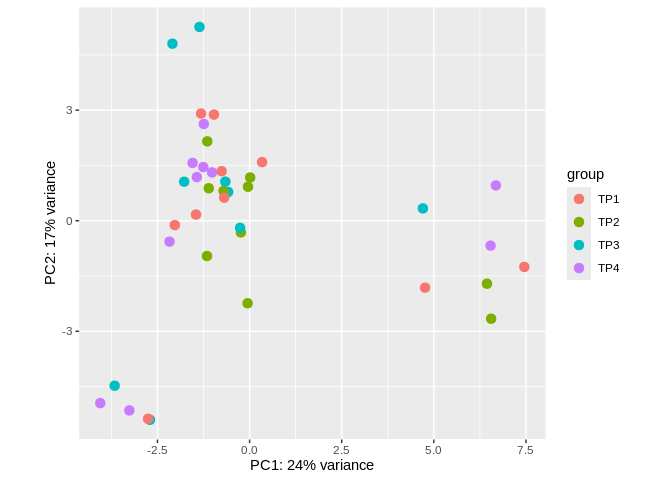 3
0
-3
PC2: 17% variance
-2.5 0.0 2.5 5.0 7.5
PC1: 24% variance
group
TP1
TP2
TP3
TP4